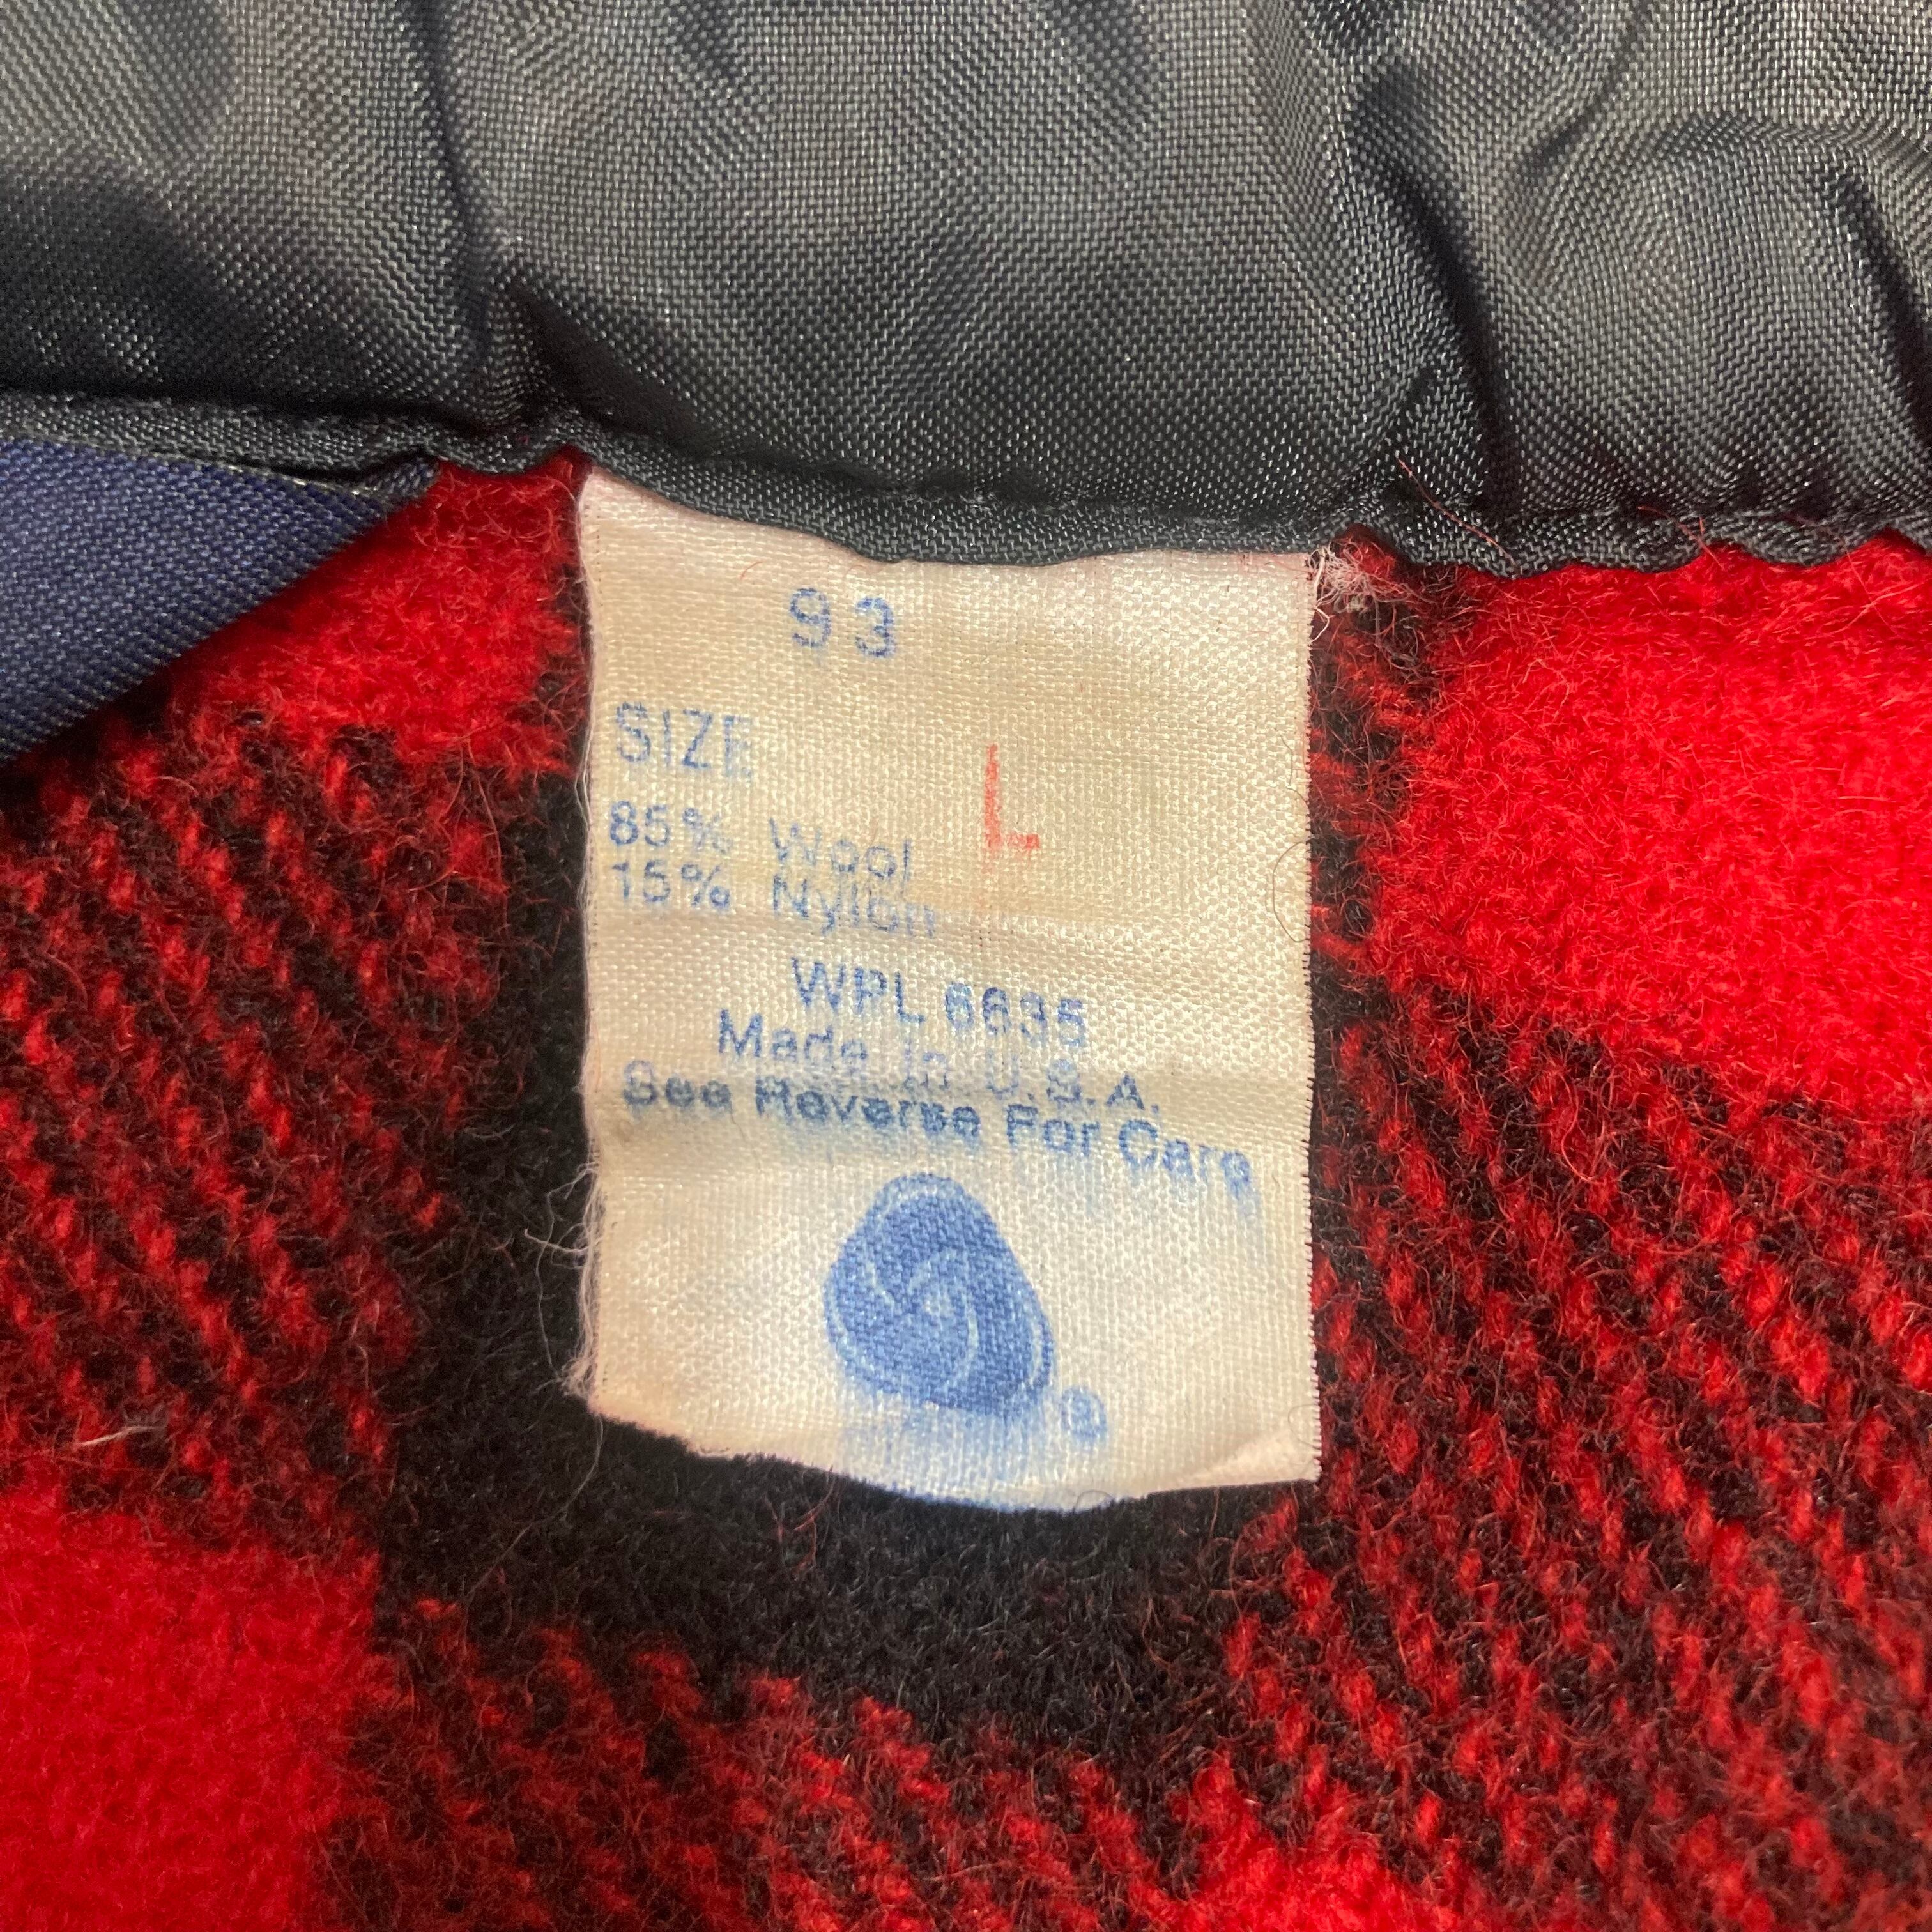 93
SIZE L
85% Wool
15% Nylon
WPL 6635
Made In U.S.A.
See Reverse For Care
®